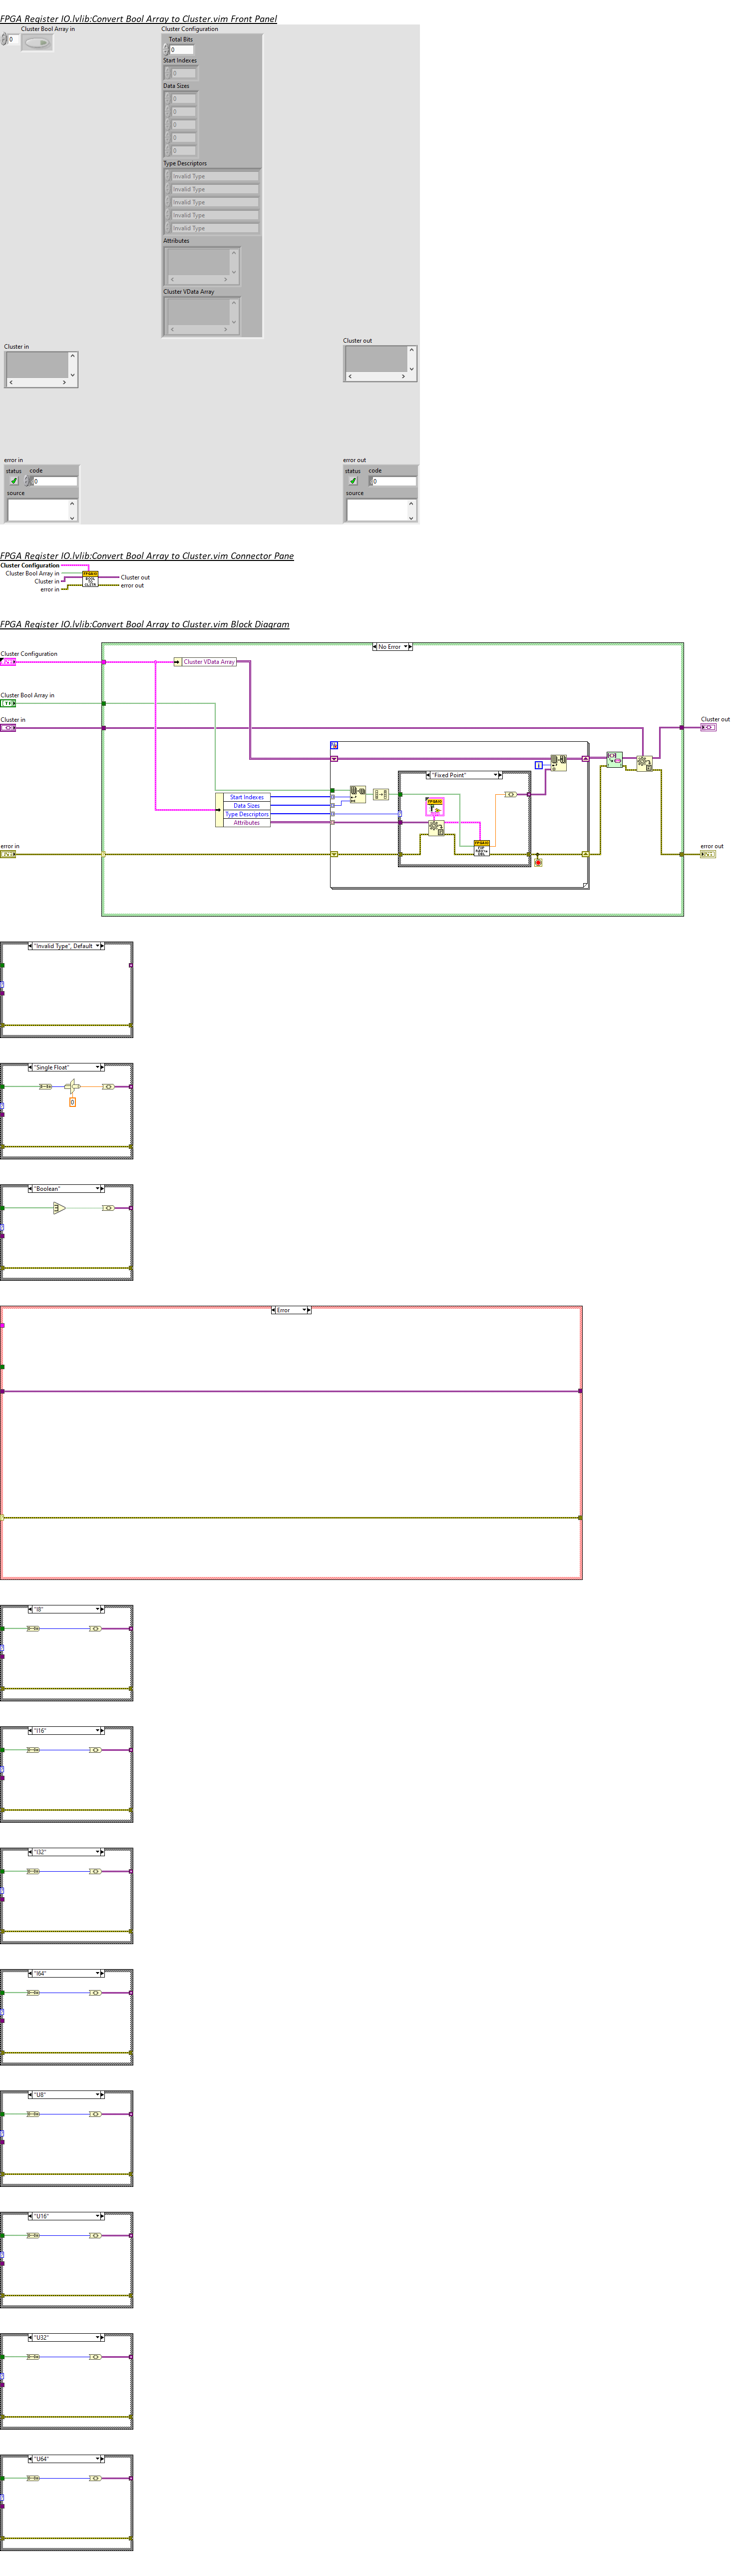 FPGA Register IO.lvlib:Convert Bool Array to Cluster.vim Front Panel
Cluster Bool Array in
0
Cluster Configuration
Total Bits
0
Start Indexes
0
Data Sizes
0
0
0
0
0
Type Descriptors
Invalid Type
Invalid Type
Invalid Type
Invalid Type
Invalid Type
Attributes
Cluster VData Array
Cluster in
Cluster out
error in
status code
0
source
error out
status code
0
source
FPGA Register IO.lvlib:Convert Bool Array to Cluster.vim Connector Pane
Cluster Configuration
Cluster Bool Array in
Cluster in
error in
Cluster out
error out
FPGA Register IO.lvlib:Convert Bool Array to Cluster.vim Block Diagram
No Error
Cluster Configuration
Cluster VData Array
Cluster Bool Array in
Cluster in
Cluster out
"Fixed Point"
Start Indexes
Data Sizes
Type Descriptors
Attributes
error in
error out
"Invalid Type", Default
"Single Float"
0
"Boolean"
Error
"I8"
"I16"
"I32"
"I64"
"U8"
"U16"
"U32"
"U64"